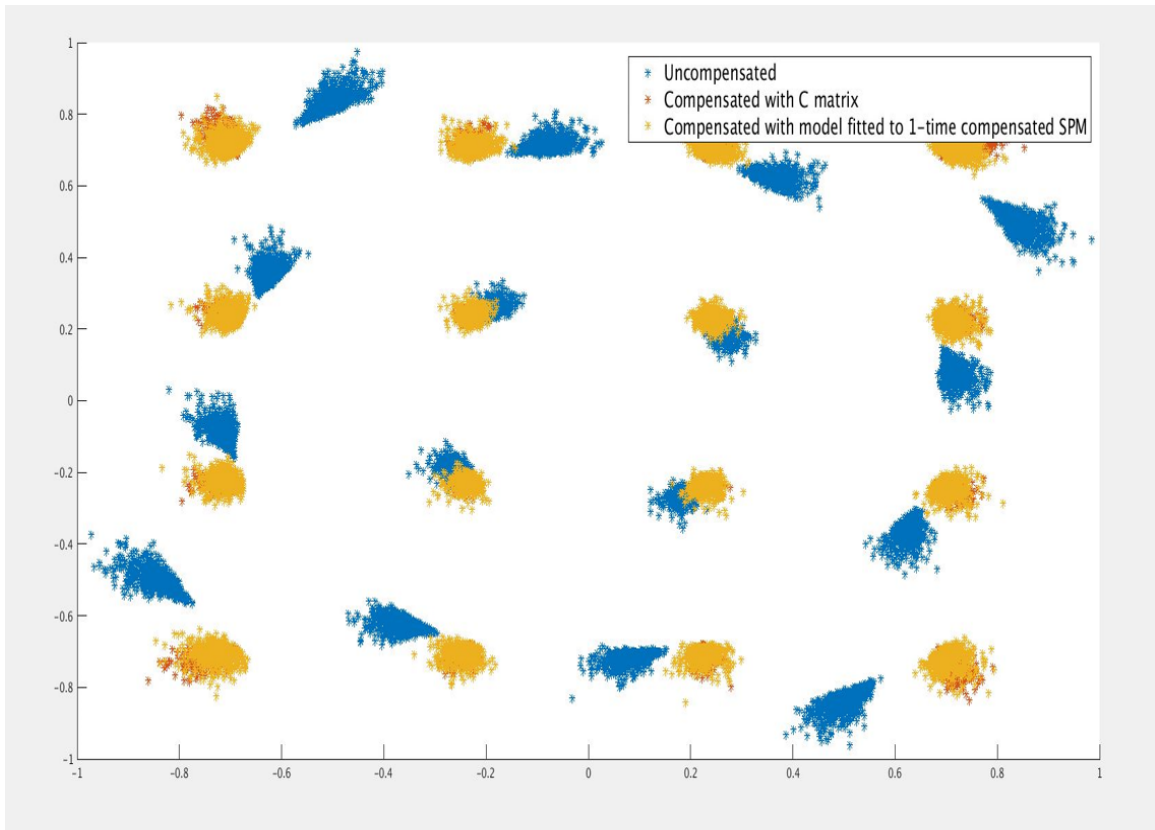 Uncompensated
Compensated with C matrix
Compensated with model fitted to 1-time compensated SPM
1
0.8
0.6
0.4
0.2
0
-0.2
-0.4
-0.6
-0.8
-1
-1 -0.8 -0.6 -0.4 -0.2 0 0.2 0.4 0.6 0.8 1